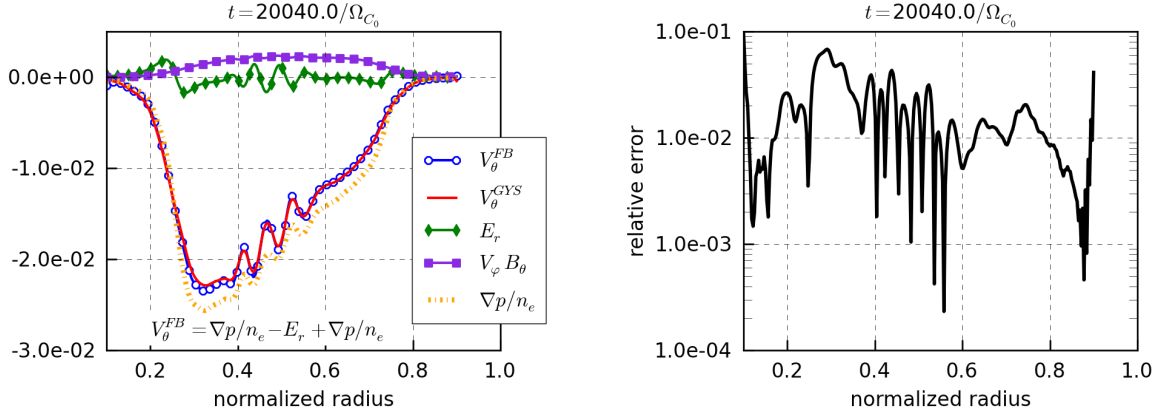 t=20040.0/Ω_{C_0}
0.0e+00
-1.0e-02
-2.0e-02
-3.0e-02
0.2 0.4 0.6 0.8 1.0
normalized radius
V_θ^{FB}
V_θ^{GYS}
E_r
V_φ B_θ
∇p/n_e
V_θ^{FB} = ∇p/n_e − E_r + ∇p/n_e
t=20040.0/Ω_{C_0}
1.0e-01
1.0e-02
1.0e-03
1.0e-04
relative error
0.2 0.4 0.6 0.8 1.0
normalized radius